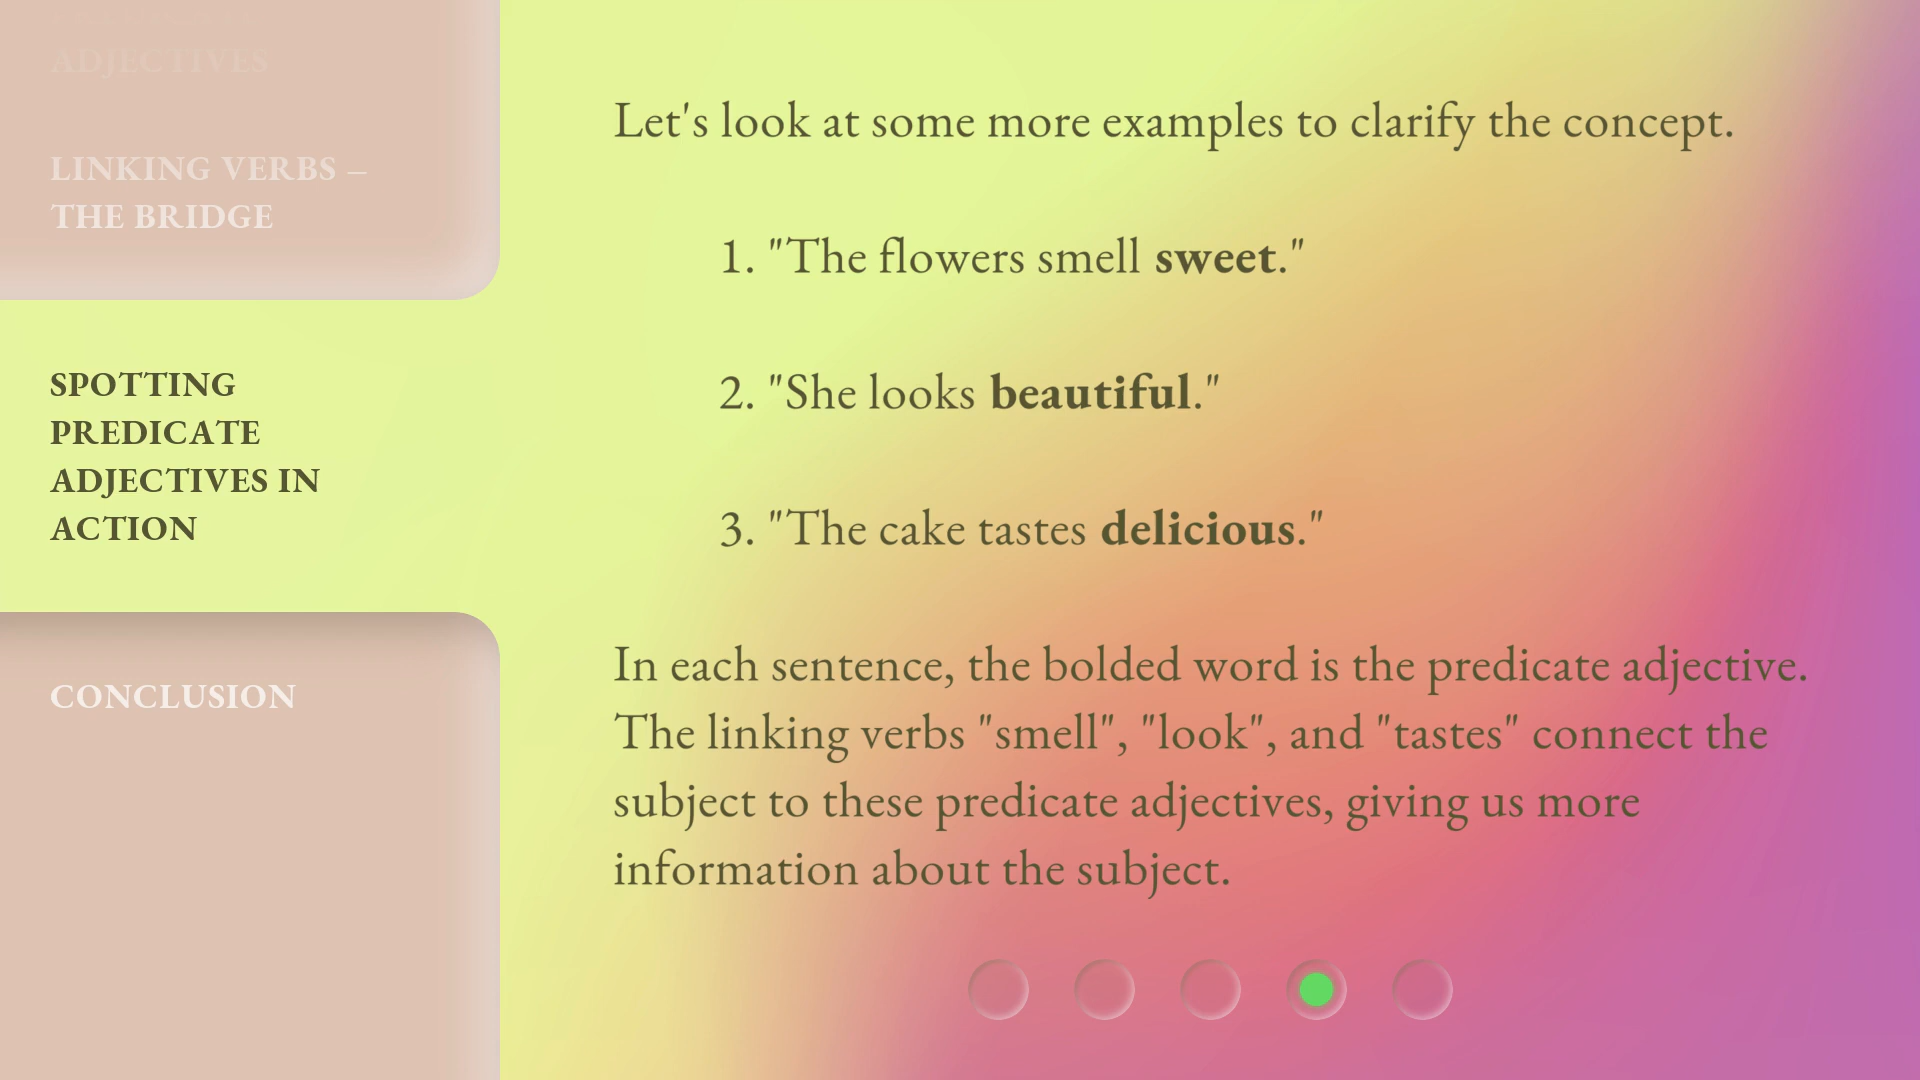 ADJECTIVES
LINKING VERBS –
THE BRIDGE
SPOTTING
PREDICATE
ADJECTIVES IN
ACTION
CONCLUSION
Let's look at some more examples to clarify the concept.
1. "The flowers smell sweet."
2. "She looks beautiful."
3. "The cake tastes delicious."
In each sentence, the bolded word is the predicate adjective.
The linking verbs "smell", "look", and "tastes" connect the
subject to these predicate adjectives, giving us more
information about the subject.